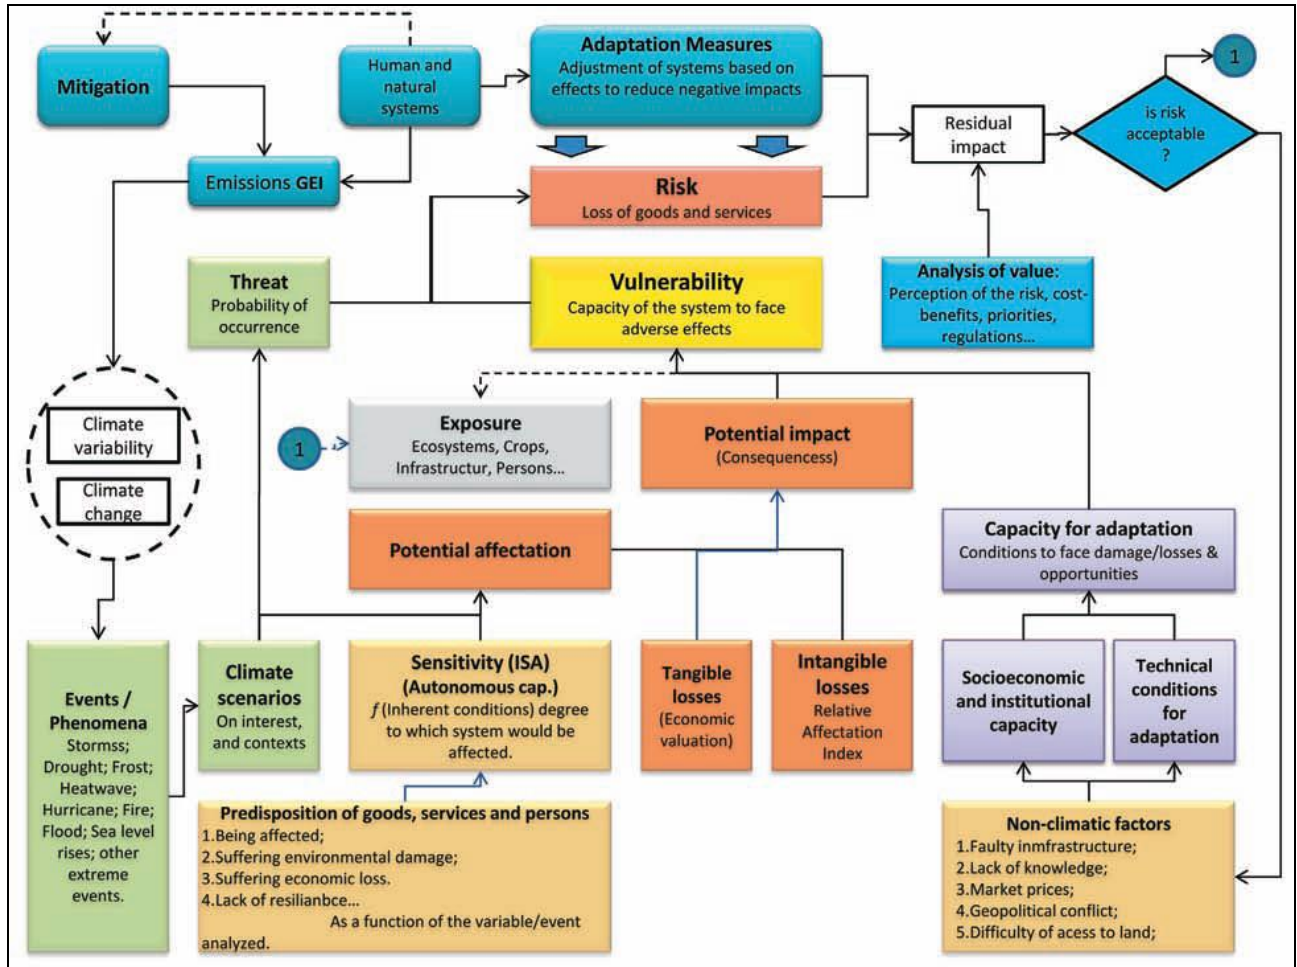 Mitigation
Human and
natural
systems
Adaptation Measures
Adjustment of systems based on
effects to reduce negative impacts
1
is risk
acceptable
?
Residual
impact
Emissions GEI
Risk
Loss of goods and services
Threat
Probability of
occurrence
Vulnerability
Capacity of the system to face
adverse effects
Analysis of value:
Perception of the risk, cost-
benefits, priorities,
regulations...
Climate
variability
Climate
change
1
Exposure
Ecosystems, Crops,
Infrastructur, Persons...
Potential impact
(Consequencess)
Potential affectation
Capacity for adaptation
Conditions to face damage/losses &
opportunities
Events /
Phenomena
Stormss;
Drought; Frost;
Heatwave;
Hurricane; Fire;
Flood; Sea level
rises; other
extreme
events.
Climate
scenarios
On interest,
and contexts
Sensitivity (ISA)
(Autonomous cap.)
f (Inherent conditions) degree
to which system would be
affected.
Tangible
losses
(Economic
valuation)
Intangible
losses
Relative
Affectation
Index
Socioeconomic
and institutional
capacity
Technical
conditions
for
adaptation
Predisposition of goods, services and persons
1.Being affected;
2.Suffering environmental damage;
3.Suffering economic loss.
4.Lack of resilianbce...
As a function of the variable/event
analyzed.
Non-climatic factors
1.Faulty inmfrastructure;
2.Lack of knowledge;
3.Market prices;
4.Geopolitical conflict;
5.Difficulty of acess to land;